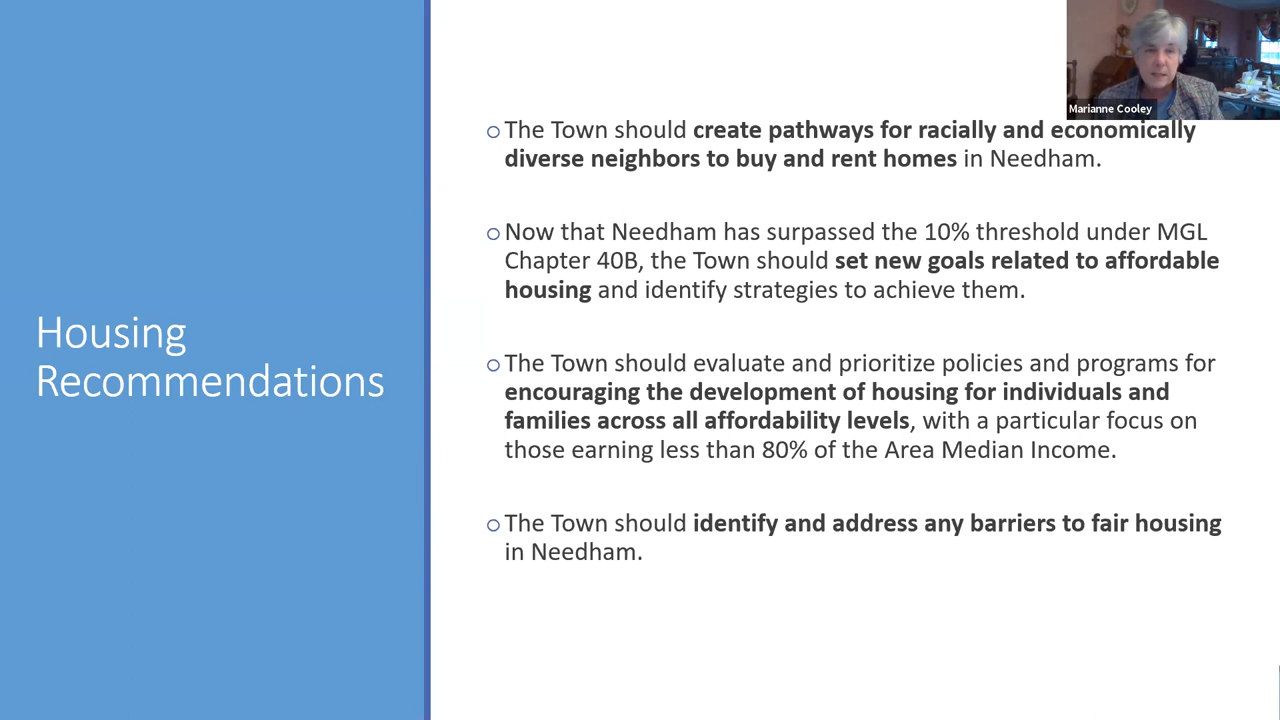 Marianne Cooley
Housing
Recommendations
○ The Town should create pathways for racially and economically
diverse neighbors to buy and rent homes in Needham.
○ Now that Needham has surpassed the 10% threshold under MGL
Chapter 40B, the Town should set new goals related to affordable
housing and identify strategies to achieve them.
○ The Town should evaluate and prioritize policies and programs for
encouraging the development of housing for individuals and
families across all affordability levels, with a particular focus on
those earning less than 80% of the Area Median Income.
○ The Town should identify and address any barriers to fair housing
in Needham.